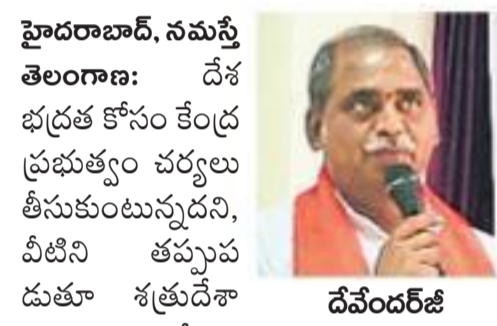 హైదరాబాద్, నమస్తే
తెలంగాణ: దేశ
భద్రత కోసం కేంద్ర
ప్రభుత్వం చర్యలు
తీసుకుంటున్నదని,
వీటిని తప్పుప
డుతూ శత్రుదేశా
దేవేందర్‌జీ